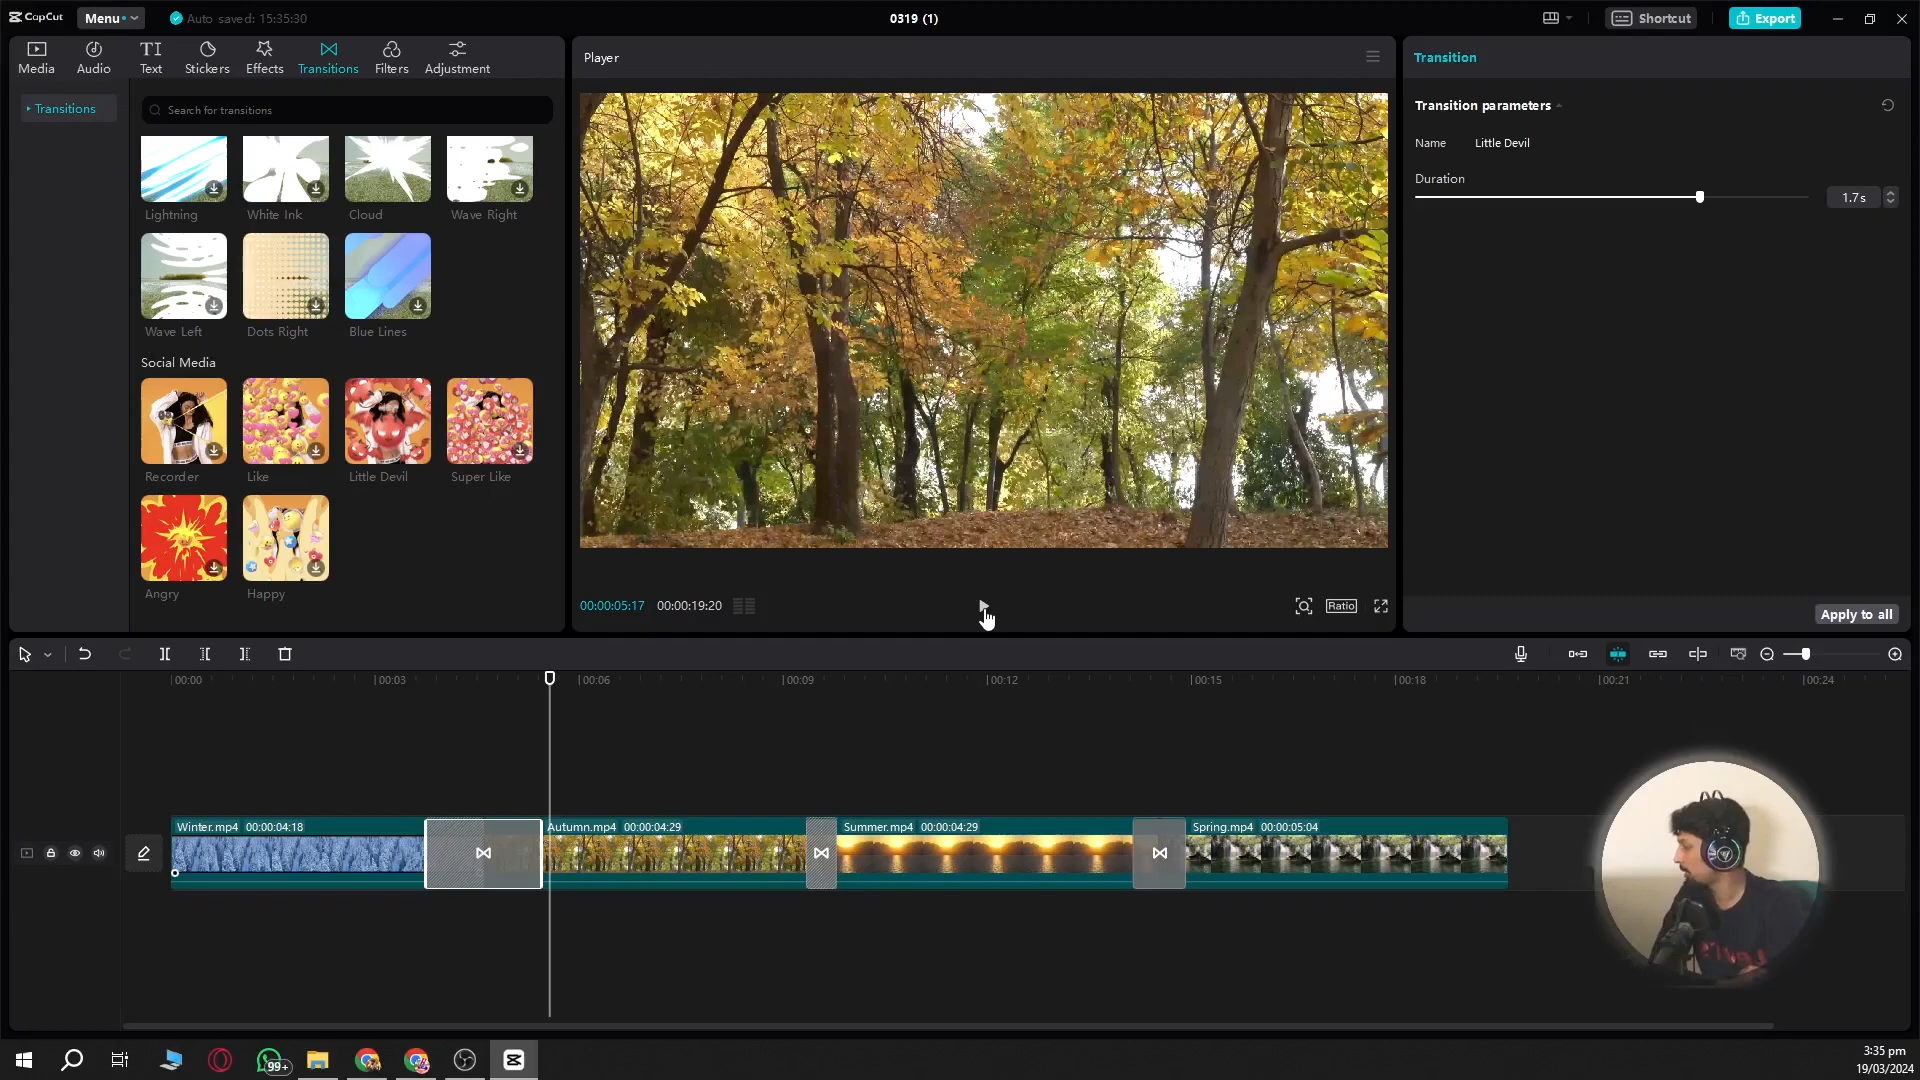 CapCut
Menu
Auto saved: 15:35:30
0319 (1)
Shortcut
Export
Media
Audio
Text
Stickers
Effects
Transitions
Filters
Adjustment
TI
Transitions
Search for transitions
Lightning
White Ink
Cloud
Wave Right
Wave Left
Dots Right
Blue Lines
Social Media
Recorder
Like
Little Devil
Super Like
Angry
Happy
Player
00:00:05:17
00:00:19:20
Ratio
Transition
Transition parameters
Name
Little Devil
Duration
1.7s
Apply to all
00:00
00:03
00:06
00:09
00:12
00:15
00:18
00:21
00:24
Winter.mp4 00:00:04:18
Autumn.mp4 00:00:04:29
Summer.mp4 00:00:04:29
Spring.mp4 00:00:05:04
99+
3:35 pm
19/03/2024